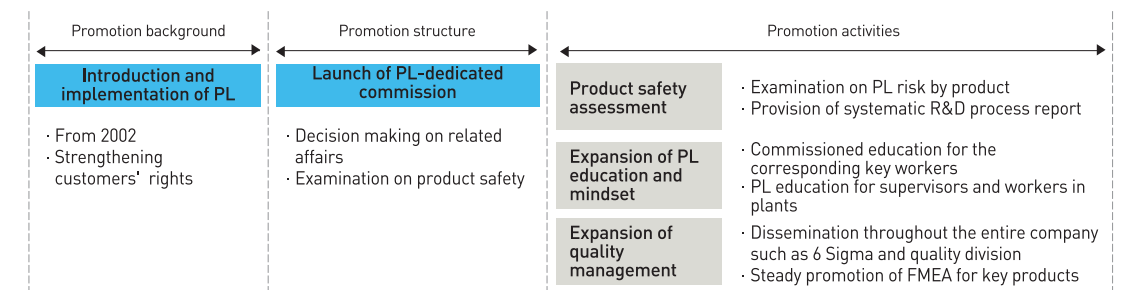 Promotion background
Promotion structure
Promotion activities
Introduction and
implementation of PL
· From 2002
· Strengthening
customers' rights
Launch of PL-dedicated
commission
· Decision making on related
affairs
· Examination on product safety
Product safety
assessment
· Examination on PL risk by product
· Provision of systematic R&D process report
Expansion of PL
education and
mindset
· Commissioned education for the
corresponding key workers
· PL education for supervisors and workers in
plants
Expansion of
quality
management
· Dissemination throughout the entire company
such as 6 Sigma and quality division
· Steady promotion of FMEA for key products